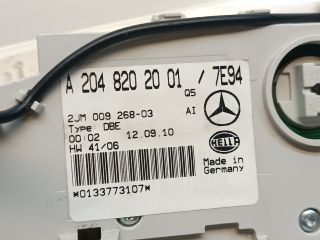 A 204 820 20 01 / 7E94
Q5
2JM 009 268-03 AI
Type: DBE
00:02 12.09.10
HW 41/06
HELLA
Made in
Germany
*0133773107*